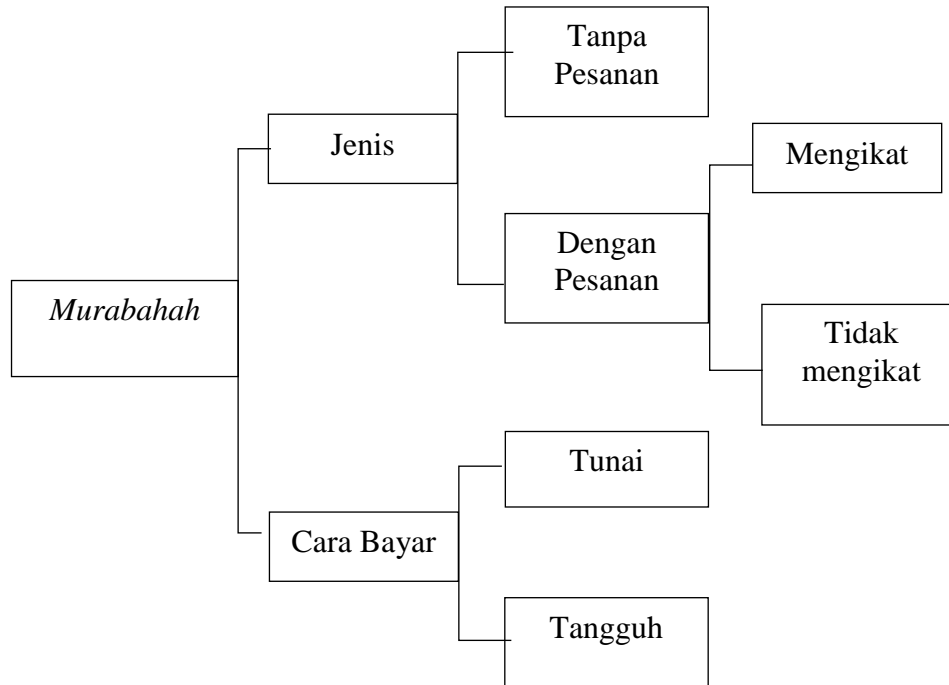 Tanpa
Pesanan
Jenis
Mengikat
Dengan
Pesanan
Murabahah
Tidak
mengikat
Tunai
Cara Bayar
Tangguh